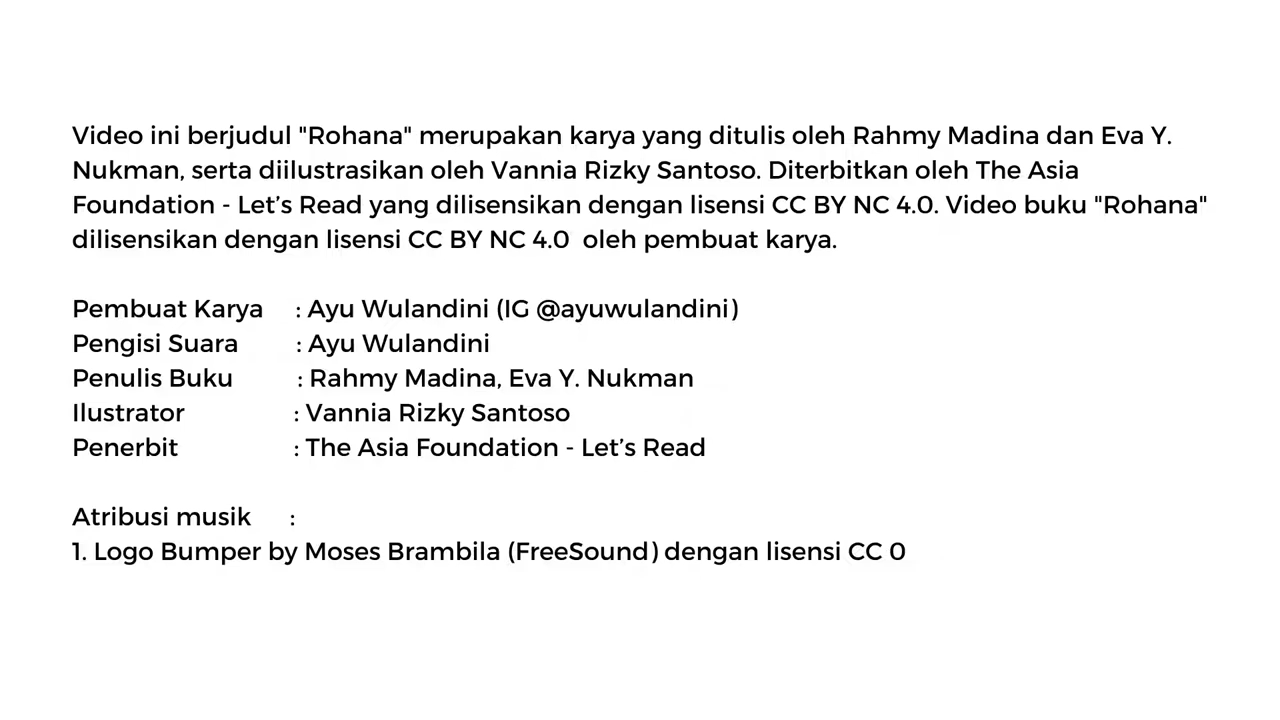 Video ini berjudul "Rohana" merupakan karya yang ditulis oleh Rahmy Madina dan Eva Y.
Nukman, serta diilustrasikan oleh Vannia Rizky Santoso. Diterbitkan oleh The Asia
Foundation - Let’s Read yang dilisensikan dengan lisensi CC BY NC 4.0. Video buku "Rohana"
dilisensikan dengan lisensi CC BY NC 4.0 oleh pembuat karya.
Pembuat Karya : Ayu Wulandini (IG @ayuwulandini)
Pengisi Suara : Ayu Wulandini
Penulis Buku : Rahmy Madina, Eva Y. Nukman
Ilustrator : Vannia Rizky Santoso
Penerbit : The Asia Foundation - Let’s Read
Atribusi musik :
1. Logo Bumper by Moses Brambila (FreeSound) dengan lisensi CC 0